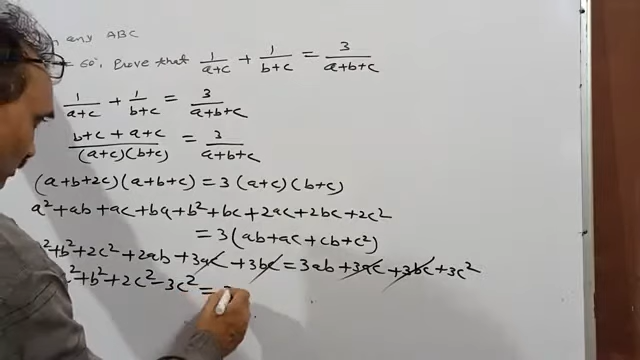 any ABC
= 60°, Prove that 1/(a+c) + 1/(b+c) = 3/(a+b+c)
1/(a+c) + 1/(b+c) = 3/(a+b+c)
(b+c + a+c)/((a+c)(b+c)) = 3/(a+b+c)
(a+b+2c)(a+b+c) = 3(a+c)(b+c)
a²+ab+ac+ba+b²+bc+2ac+2bc+2c²
= 3(ab+ac+cb+c²)
²+b²+2c²+2ab+3ac+3bc = 3ab+3ac+3bc+3c²
²+b²+2c²-3c² =